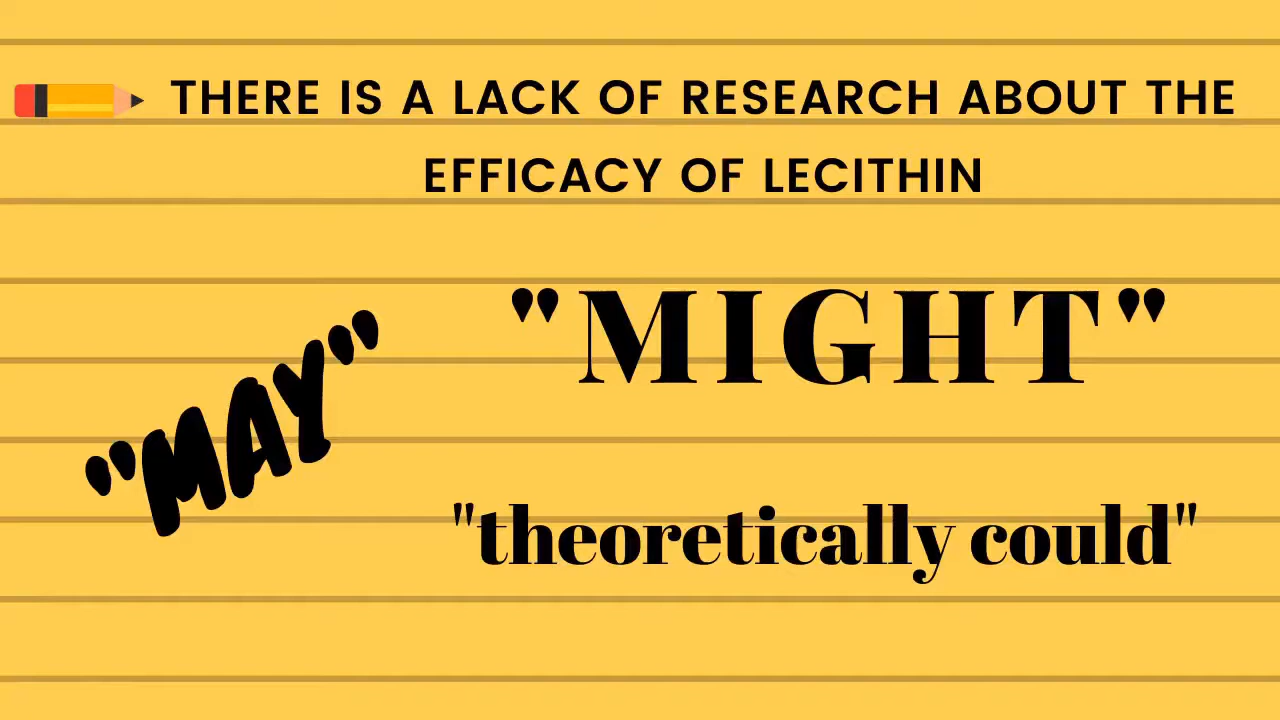 THERE IS A LACK OF RESEARCH ABOUT THE
EFFICACY OF LECITHIN
"MIGHT"
"MAY"
"theoretically could"